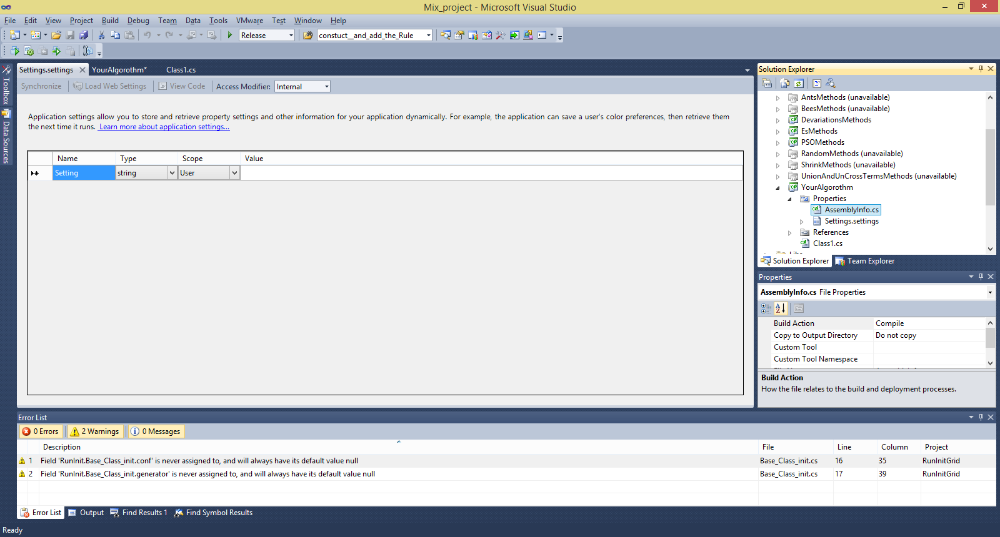 Mix_project - Microsoft Visual Studio
File Edit View Project Build Debug Team Data Tools VMware Test Window Help
Release constuct__and_add_the_Rule
Settings.settings YourAlgorothm* Class1.cs
Synchronize Load Web Settings View Code Access Modifier: Internal
Toolbox
Data Sources
Application settings allow you to store and retrieve property settings and other information for your application dynamically. For example, the application can save a user's color preferences, then retrieve them
the next time it runs. Learn more about application settings...
Name Type Scope Value
Setting string User
Solution Explorer
AntsMethods (unavailable)
BeesMethods (unavailable)
DevariationsMethods
EsMethods
PSOMethods
RandomMethods (unavailable)
ShrinkMethods (unavailable)
UnionAndUnCrossTermsMethods (unavailable)
YourAlgorothm
Properties
AssemblyInfo.cs
Settings.settings
References
Class1.cs
Solution Explorer Team Explorer
Properties
AssemblyInfo.cs File Properties
Build Action Compile
Copy to Output Directory Do not copy
Custom Tool
Custom Tool Namespace
Build Action
How the file relates to the build and deployment processes.
Error List
0 Errors 2 Warnings 0 Messages
Description File Line Column Project
1 Field 'RunInit.Base_Class_init.conf' is never assigned to, and will always have its default value null Base_Class_init.cs 16 35 RunInitGrid
2 Field 'RunInit.Base_Class_init.generator' is never assigned to, and will always have its default value null Base_Class_init.cs 17 39 RunInitGrid
Error List Output Find Results 1 Find Symbol Results
Ready